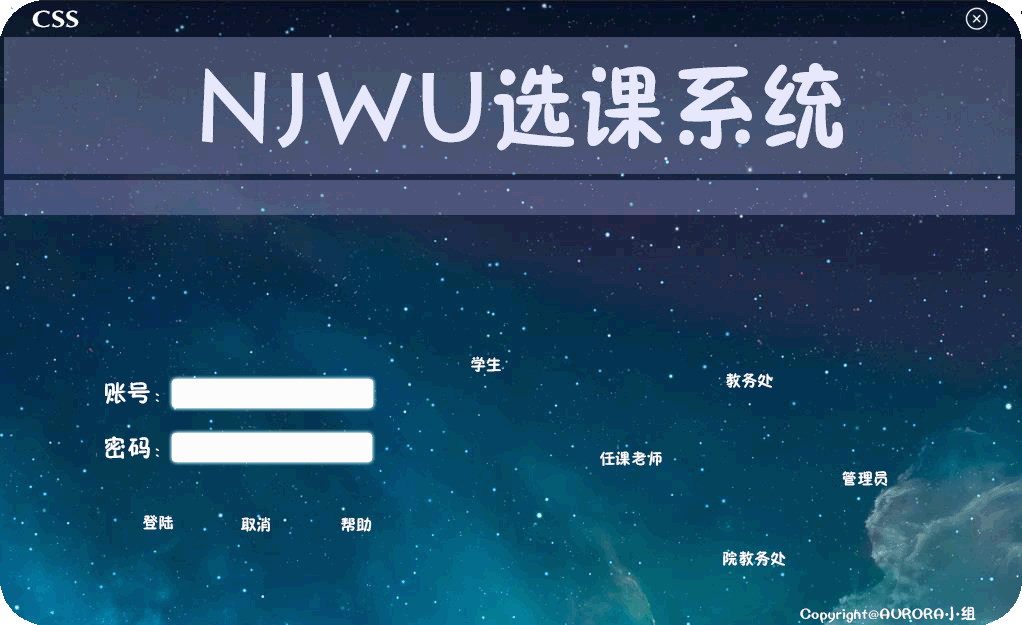 CSS
NJWU选课系统
学生
教务处
账号：
密码：
任课老师
管理员
登陆 取消 帮助
院教务处
Copyright@AURORA小组